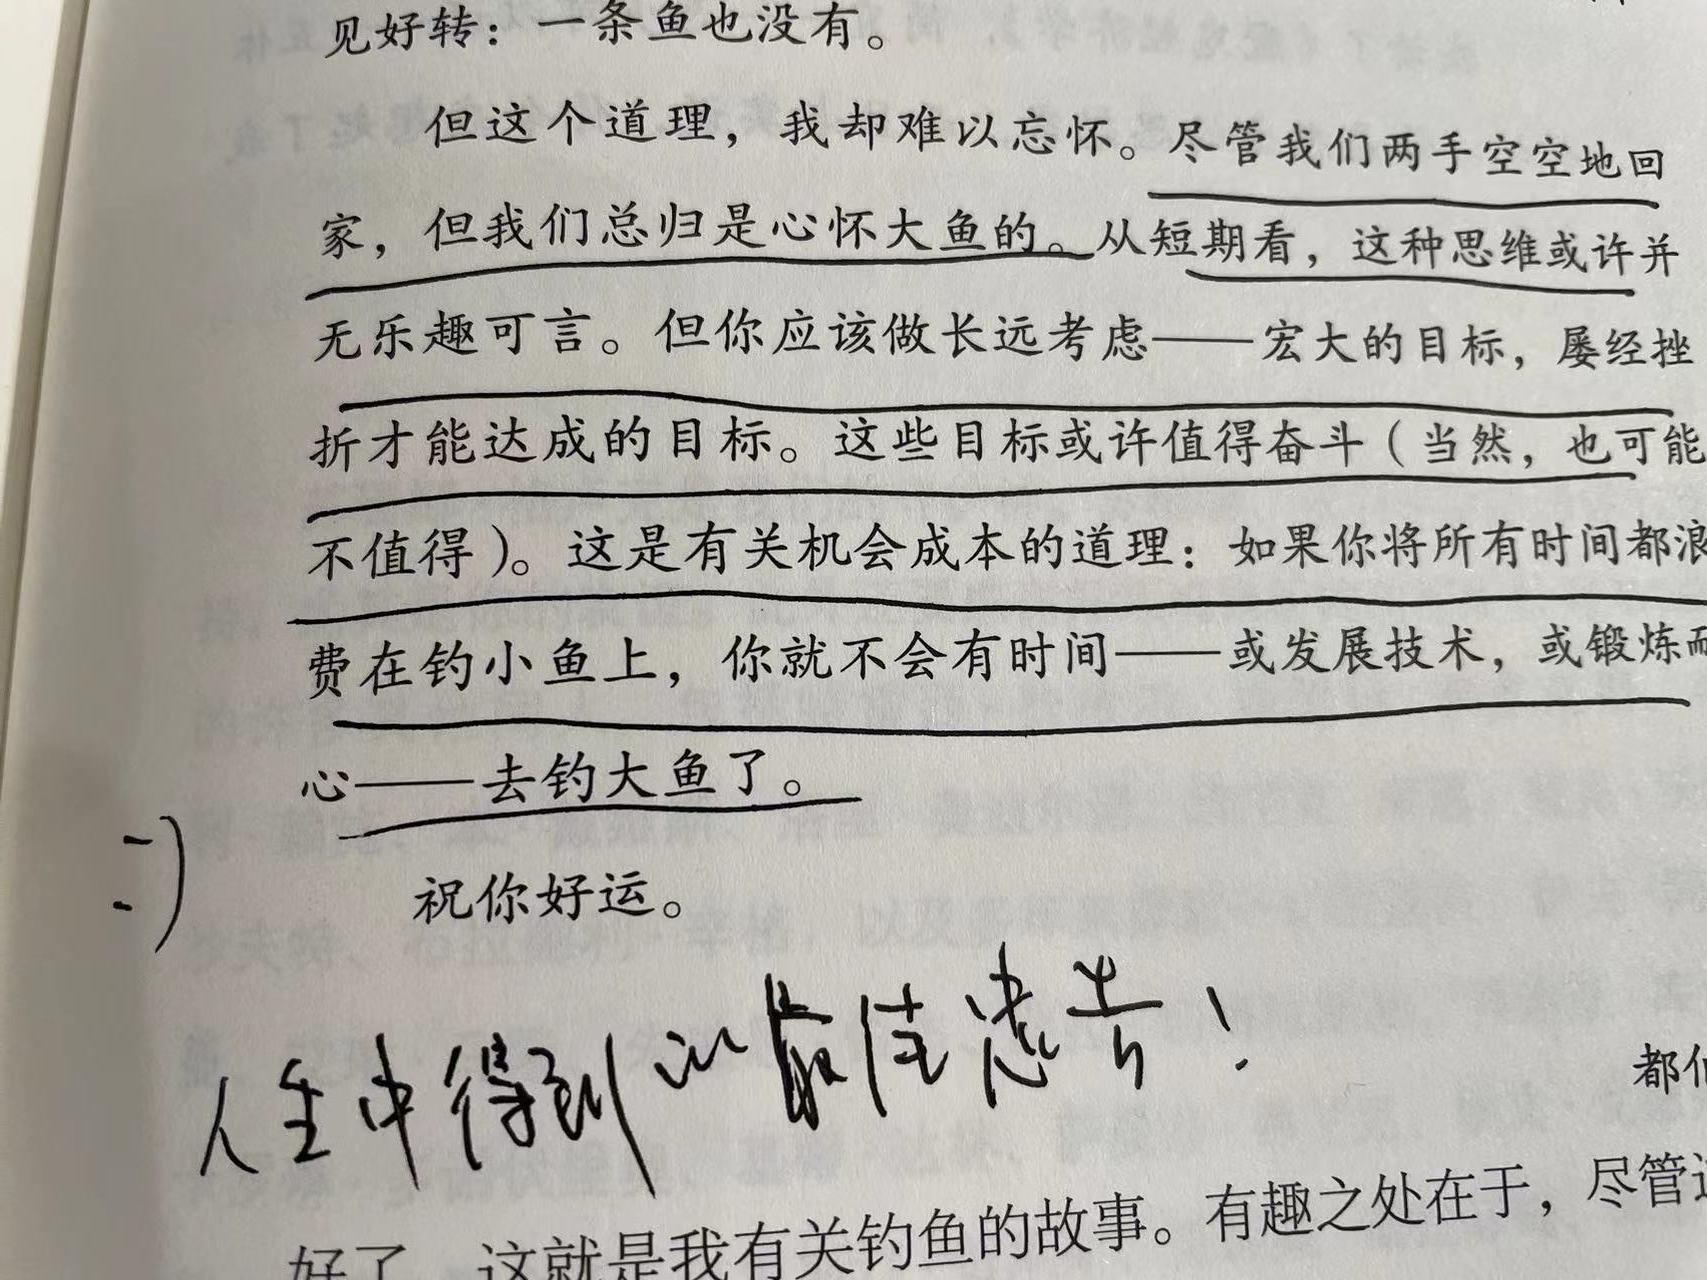 见好转：一条鱼也没有。
但这个道理，我却难以忘怀。尽管我们两手空空地回
家，但我们总归是心怀大鱼的。从短期看，这种思维或许并
无乐趣可言。但你应该做长远考虑——宏大的目标，屡经挫
折才能达成的目标。这些目标或许值得奋斗（当然，也可能
不值得）。这是有关机会成本的道理：如果你将所有时间都浪
费在钓小鱼上，你就不会有时间——或发展技术，或锻炼耐
心——去钓大鱼了。
:)
祝你好运。
人生中得到的最佳忠告！
都
好了，这就是我有关钓鱼的故事。有趣之处在于，尽管